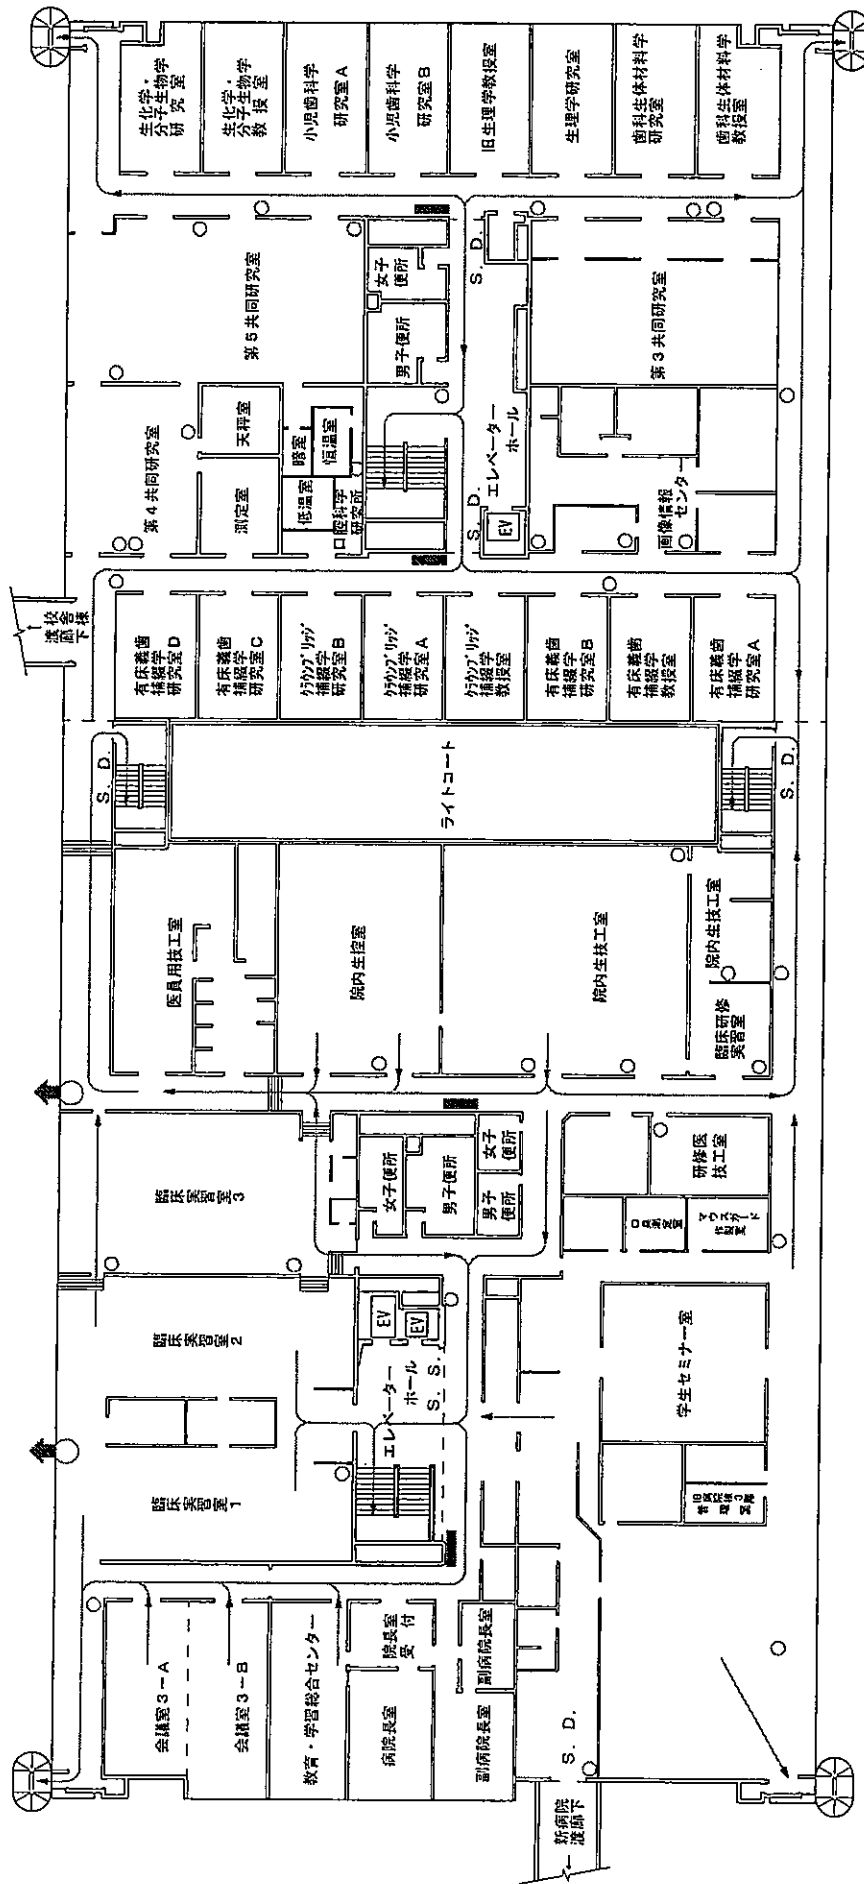 会議室3-A
会議室3-B
教育・学習総合センター
病院長室
院長室
受付
副病院長室
副病院長室
S. D.
←新病院
渡廊下
臨床実習室1
臨床実習室2
臨床実習室3
エレベーター
ホール
S. S.
EV
EV
女子便所
男子便所
女子
便所
男子
便所
学生セミナー室
マウスガード
作製室
研修医
技工室
医員用技工室
院内生控室
院内生技工室
院内生技工室
臨床研修
実習室
S. D.
ライトコート
S. D.
←校舎棟
渡廊下
有床義歯
補綴学
研究室D
有床義歯
補綴学
研究室C
クラウンブリッジ
補綴学
研究室B
クラウンブリッジ
補綴学
研究室A
クラウンブリッジ
補綴学
教授室
有床義歯
補綴学
研究室B
有床義歯
補綴学
教授室
有床義歯
補綴学
研究室A
第4共同研究室
測定室
天秤室
低温室
暗室
恒温室
口腔科学
研究所
第5共同研究室
男子便所
女子
便所
S. D.
エレベーター
ホール
EV
S. D.
画像情報
センター
第3共同研究室
生化学・
分子生物学
研究室
生化学・
分子生物学
教授室
小児歯科学
研究室A
小児歯科学
研究室B
旧生理学教授室
生理学研究室
歯科生体材料学
研究室
歯科生体材料学
教授室